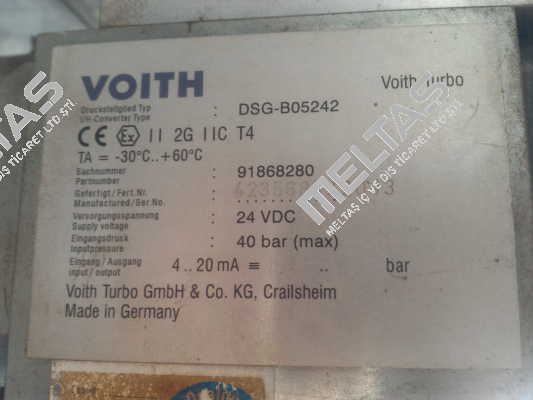 VOITH
Voith Turbo
Druckstellglied Typ
I/H-Converter Type : DSG-B05242
CE Ex II 2G IIC T4
TA = -30°C..+60°C
Sachnummer
Partnumber : 91868280
Gefertigt/Fert.Nr.
Manufactured/Ser.No. :
Versorgungsspannung
Supply voltage : 24 VDC
Eingangsdruck
Inputpressure : 40 bar (max)
Eingang/Ausgang
input / output 4 .. 20 mA ≡ .. bar
Voith Turbo GmbH & Co. KG, Crailsheim
Made in Germany
MELTAŞ
MELTAŞ İÇ VE DIŞ TİCARET LTD.ŞTİ.